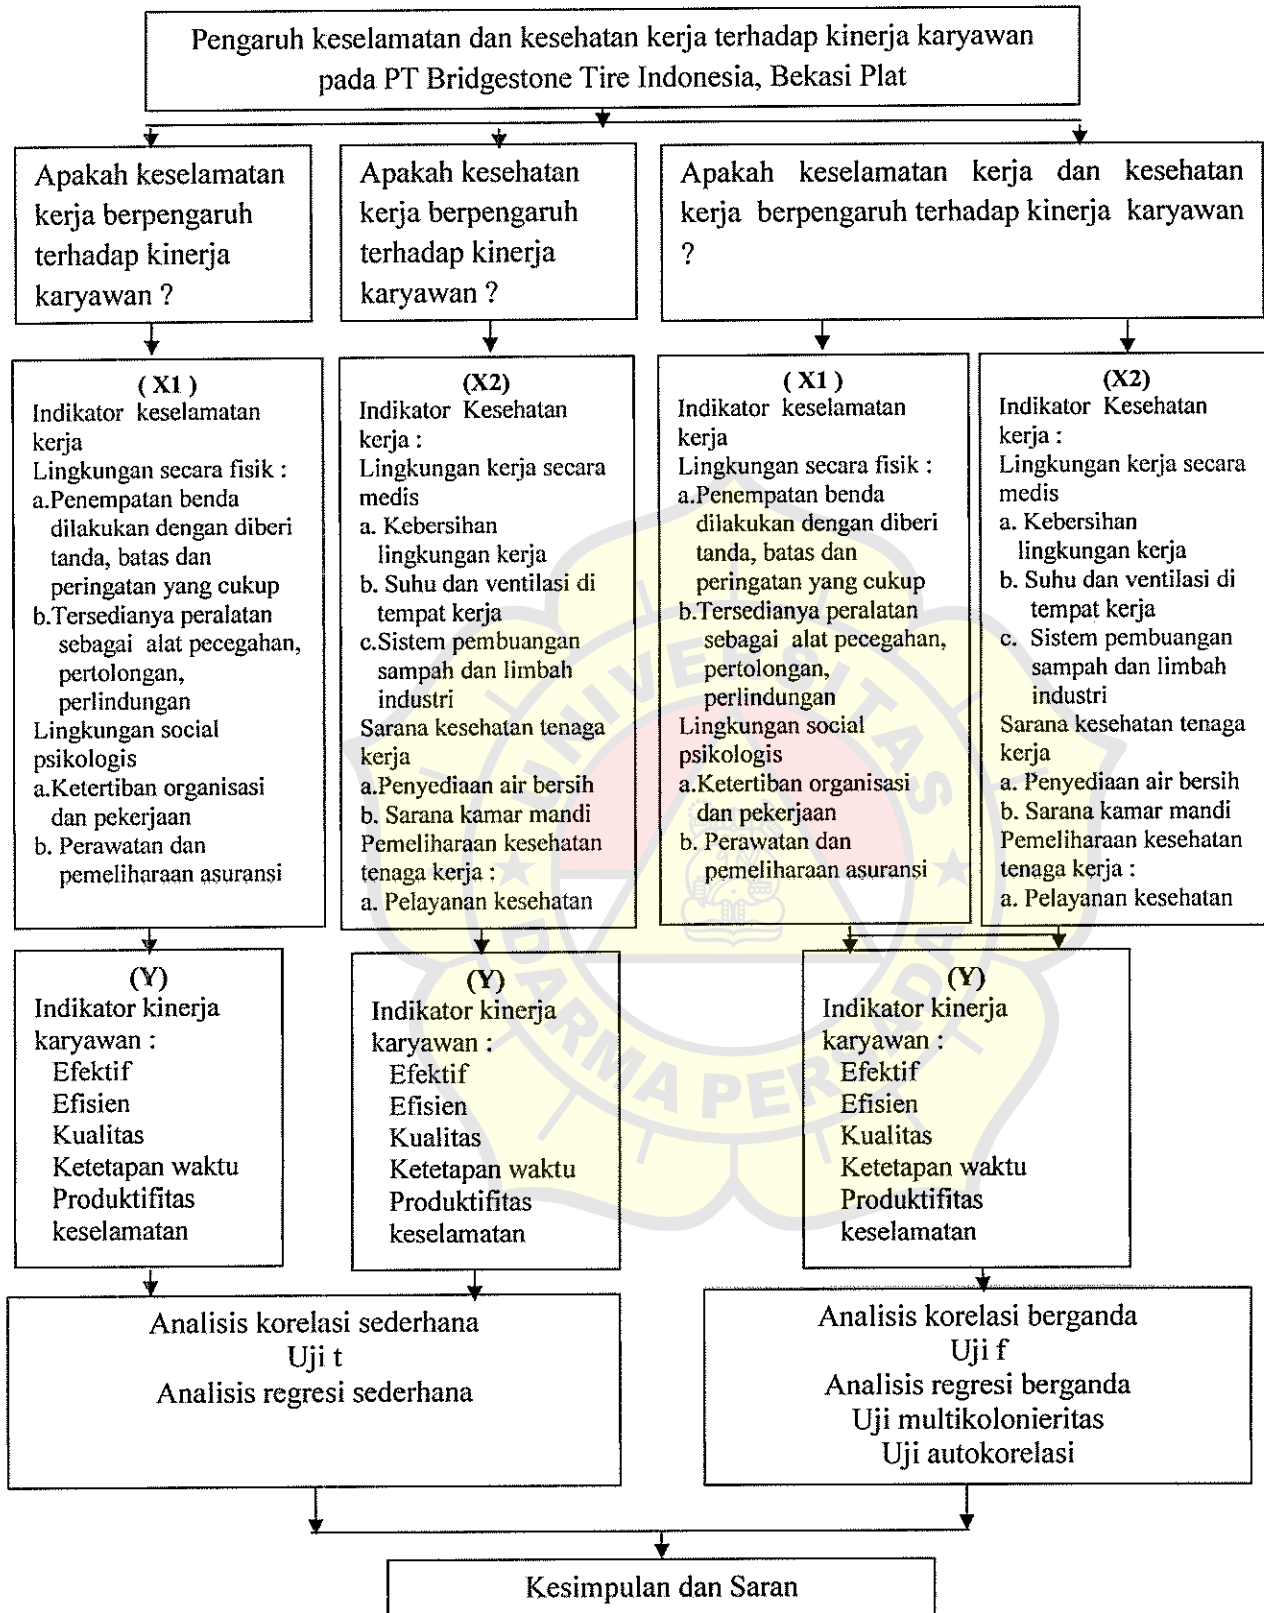 Pengaruh keselamatan dan kesehatan kerja terhadap kinerja karyawan
pada PT Bridgestone Tire Indonesia, Bekasi Plat
Apakah keselamatan
kerja berpengaruh
terhadap kinerja
karyawan ?
Apakah kesehatan
kerja berpengaruh
terhadap kinerja
karyawan ?
Apakah keselamatan kerja dan kesehatan
kerja berpengaruh terhadap kinerja karyawan
?
( X1 )
Indikator keselamatan
kerja
Lingkungan secara fisik :
a.Penempatan benda
dilakukan dengan diberi
tanda, batas dan
peringatan yang cukup
b.Tersedianya peralatan
sebagai alat pecegahan,
pertolongan,
perlindungan
Lingkungan social
psikologis
a.Ketertiban organisasi
dan pekerjaan
b. Perawatan dan
pemeliharaan asuransi
(X2)
Indikator Kesehatan
kerja :
Lingkungan kerja secara
medis
a. Kebersihan
lingkungan kerja
b. Suhu dan ventilasi di
tempat kerja
c.Sistem pembuangan
sampah dan limbah
industri
Sarana kesehatan tenaga
kerja
a.Penyediaan air bersih
b. Sarana kamar mandi
Pemeliharaan kesehatan
tenaga kerja :
a. Pelayanan kesehatan
( X1 )
Indikator keselamatan
kerja
Lingkungan secara fisik :
a.Penempatan benda
dilakukan dengan diberi
tanda, batas dan
peringatan yang cukup
b.Tersedianya peralatan
sebagai alat pecegahan,
pertolongan,
perlindungan
Lingkungan social
psikologis
a.Ketertiban organisasi
dan pekerjaan
b. Perawatan dan
pemeliharaan asuransi
(X2)
Indikator Kesehatan
kerja :
Lingkungan kerja secara
medis
a. Kebersihan
lingkungan kerja
b. Suhu dan ventilasi di
tempat kerja
c. Sistem pembuangan
sampah dan limbah
industri
Sarana kesehatan tenaga
kerja
a. Penyediaan air bersih
b. Sarana kamar mandi
Pemeliharaan kesehatan
tenaga kerja :
a. Pelayanan kesehatan
(Y)
Indikator kinerja
karyawan :
Efektif
Efisien
Kualitas
Ketetapan waktu
Produktifitas
keselamatan
(Y)
Indikator kinerja
karyawan :
Efektif
Efisien
Kualitas
Ketetapan waktu
Produktifitas
keselamatan
(Y)
Indikator kinerja
karyawan :
Efektif
Efisien
Kualitas
Ketetapan waktu
Produktifitas
keselamatan
Analisis korelasi sederhana
Uji t
Analisis regresi sederhana
Analisis korelasi berganda
Uji f
Analisis regresi berganda
Uji multikolonieritas
Uji autokorelasi
Kesimpulan dan Saran
UNIVERSITAS
DARMA PERSADA